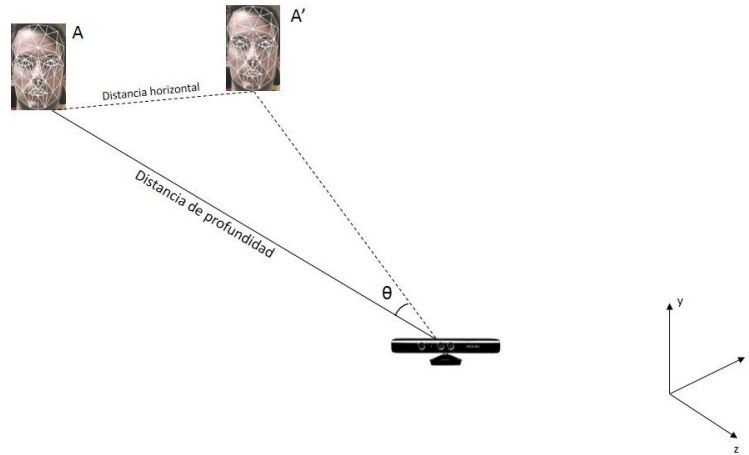 A
A’
Distancia horizontal
Distancia de profundidad
θ
y
z